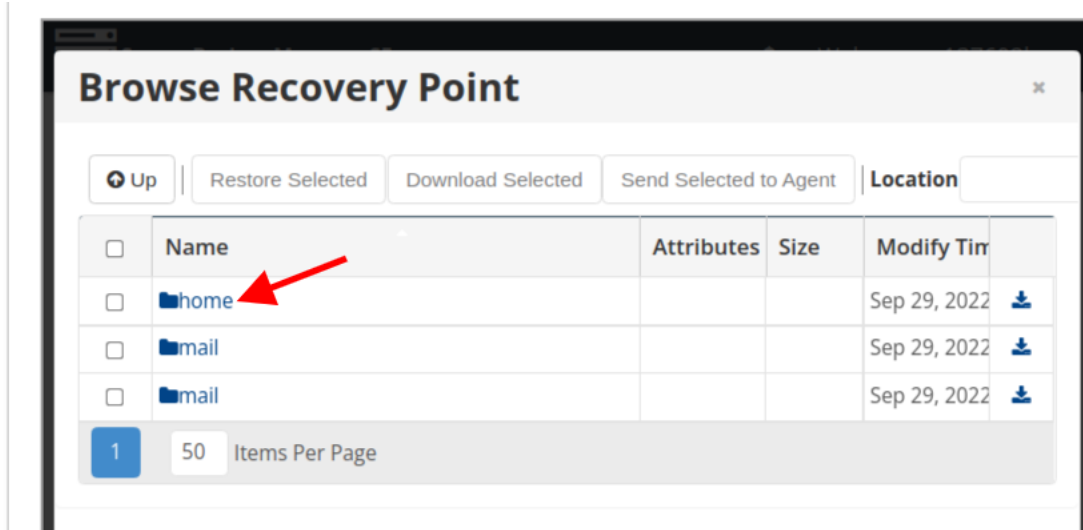 Browse Recovery Point ×
Up Restore Selected Download Selected Send Selected to Agent Location
Name Attributes Size Modify Tim
home Sep 29, 2022
mail Sep 29, 2022
mail Sep 29, 2022
1 50 Items Per Page